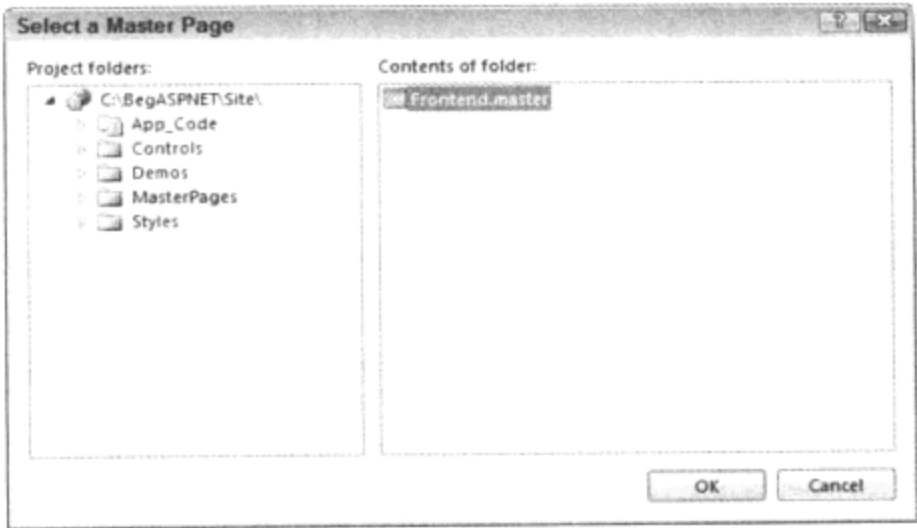 Select a Master Page
Project folders:
C:\BegASPNET\Site\
App_Code
Controls
Demos
MasterPages
Styles
Contents of folder:
Frontend.master
OK
Cancel